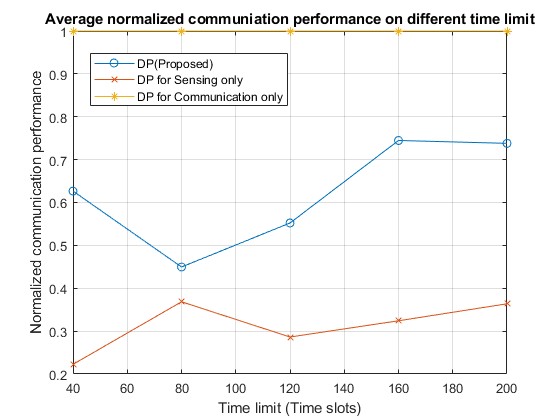 Average normalized communiation performance on different time limit
1
0.9
0.8
0.7
0.6
0.5
0.4
0.3
0.2
Normalized communication performance
DP(Proposed)
DP for Sensing only
DP for Communication only
40 60 80 100 120 140 160 180 200
Time limit (Time slots)